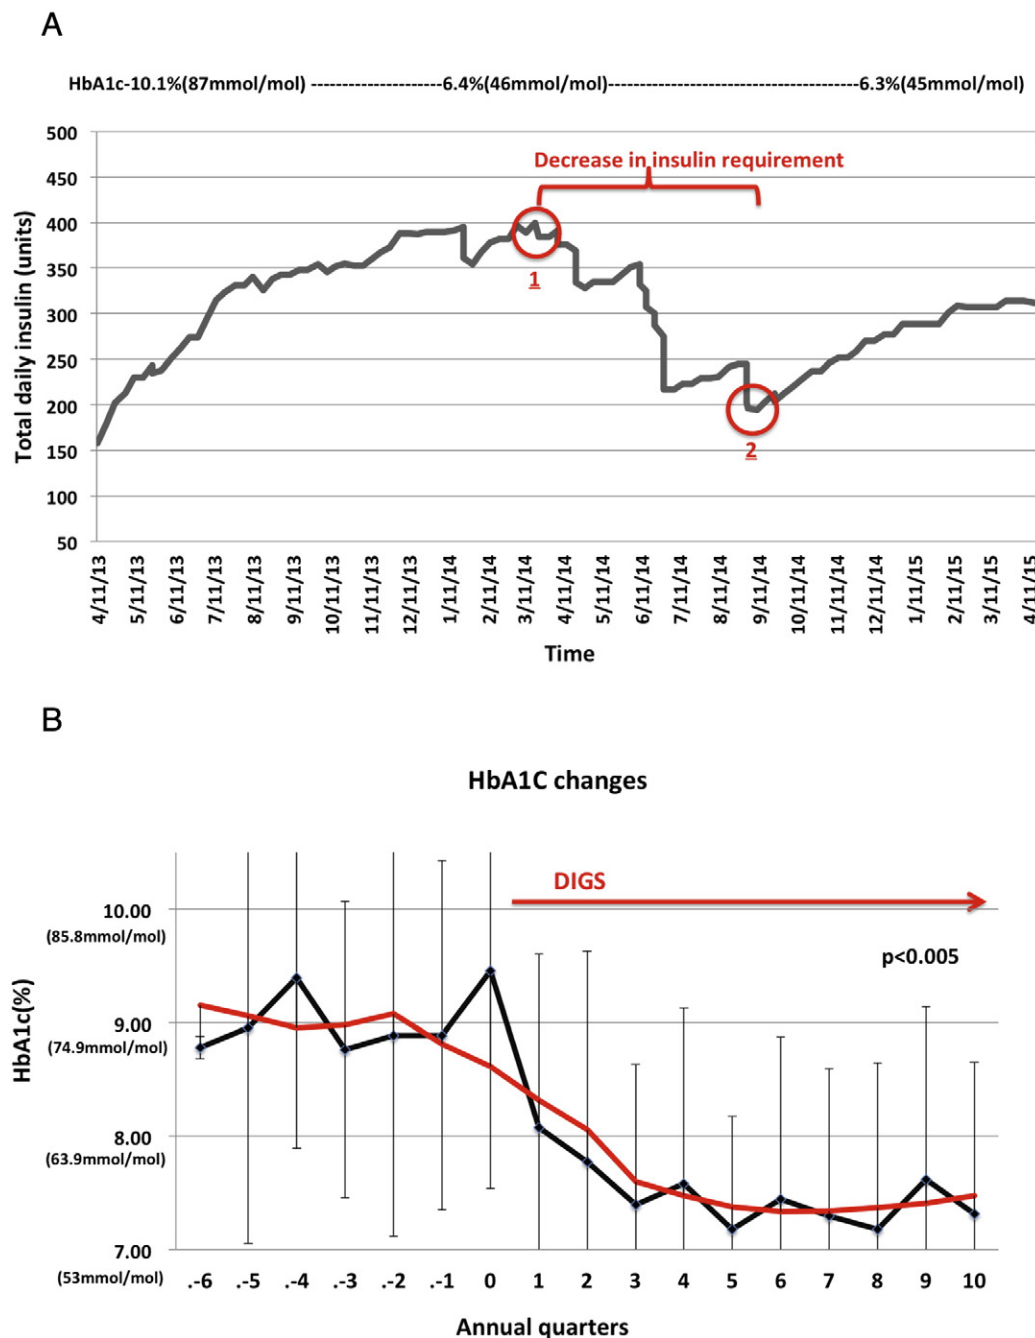 A
HbA1c-10.1%(87mmol/mol) ---------------------6.4%(46mmol/mol)----------------------------------------6.3%(45mmol/mol)
500
450
400
350
300
250
200
150
100
50
Total daily insulin (units)
Decrease in insulin requirement
1
2
4/11/13
5/11/13
6/11/13
7/11/13
8/11/13
9/11/13
10/11/13
11/11/13
12/11/13
1/11/14
2/11/14
3/11/14
4/11/14
5/11/14
6/11/14
7/11/14
8/11/14
9/11/14
10/11/14
11/11/14
12/11/14
1/11/15
2/11/15
3/11/15
4/11/15
Time
B
HbA1C changes
DIGS
p<0.005
HbA1c(%)
10.00
(85.8mmol/mol)
9.00
(74.9mmol/mol)
8.00
(63.9mmol/mol)
7.00
(53mmol/mol)
.-6 .-5 .-4 .-3 .-2 .-1 0 1 2 3 4 5 6 7 8 9 10
Annual quarters